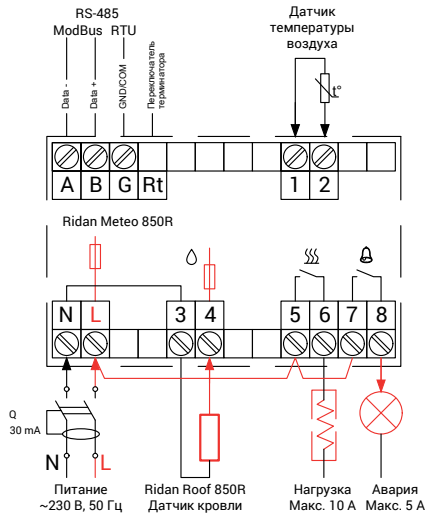 RS-485
ModBus RTU
Датчик
температуры
воздуха
Data -
Data +
GND/COM
Переключатель
терминатора
t°
A B G Rt 1 2
Ridan Meteo 850R
N L 3 4 5 6 7 8
Q
30 mA
N L
Питание
~230 В, 50 Гц
Ridan Roof 850R
Датчик кровли
Нагрузка
Макс. 10 А
Авария
Макс. 5 А